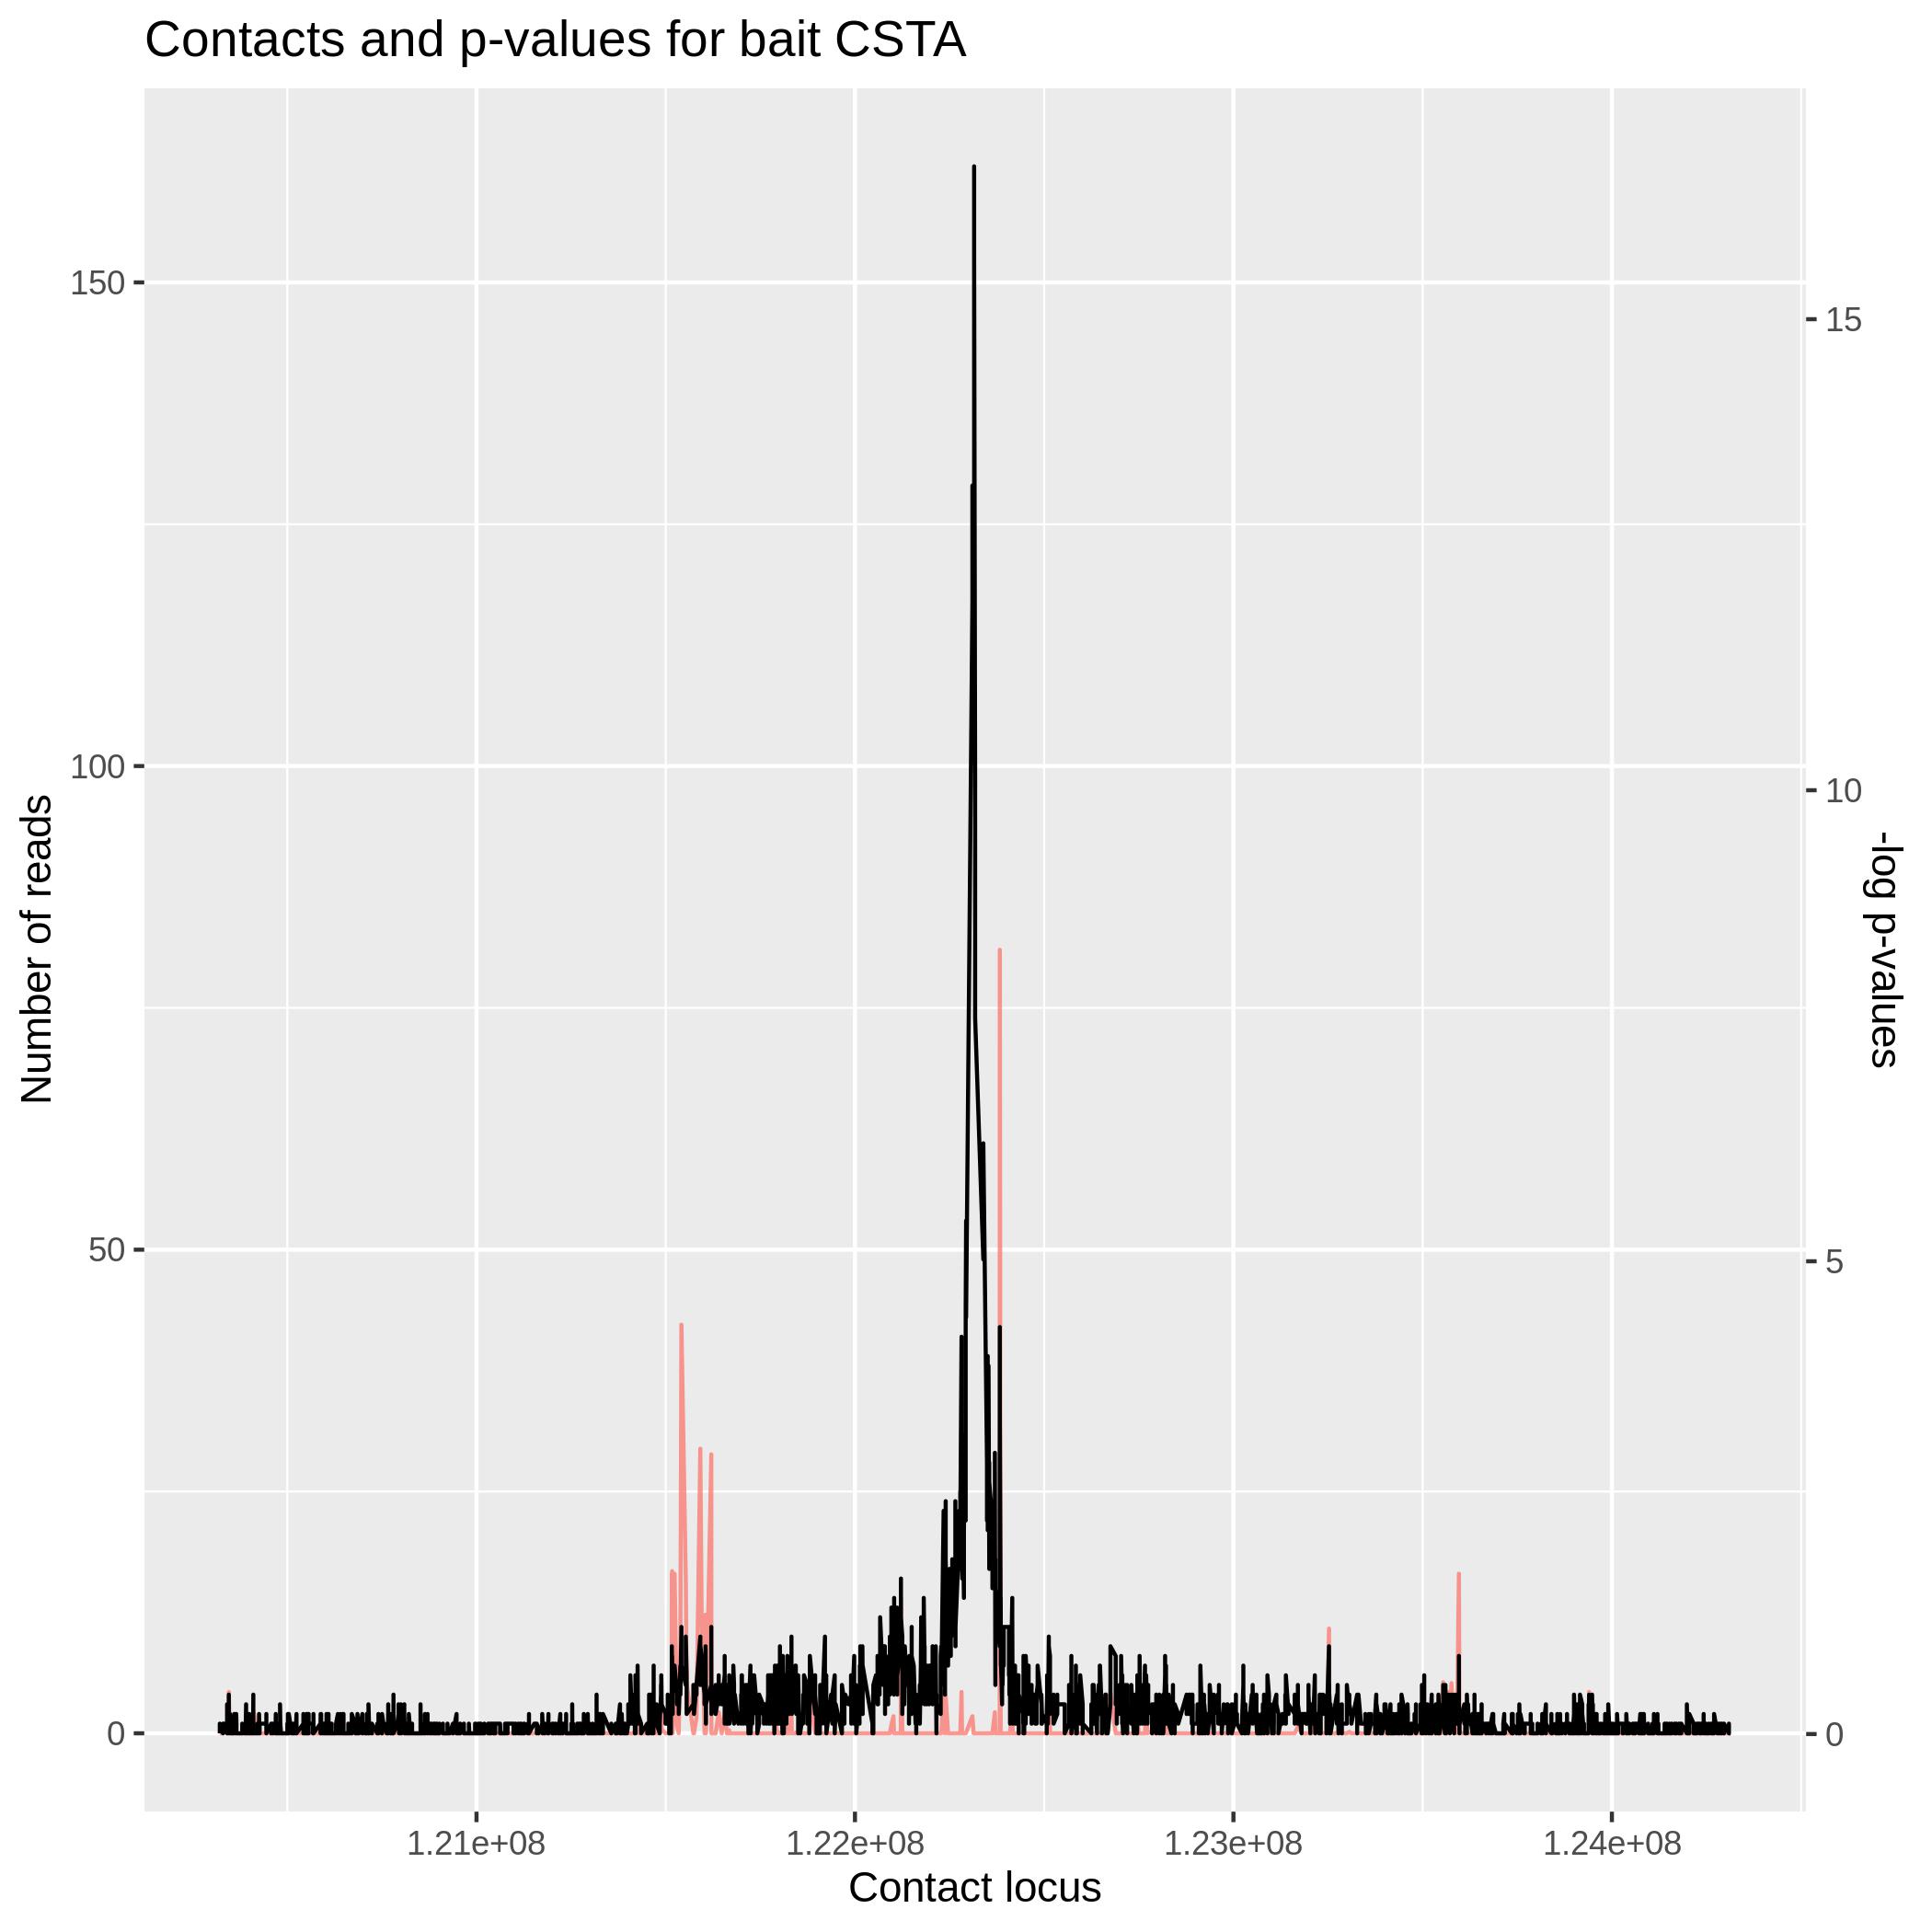 Contacts and p-values for bait CSTA
150
100
50
0
Number of reads
15
10
5
0
-log p-values
1.21e+08
1.22e+08
1.23e+08
1.24e+08
Contact locus